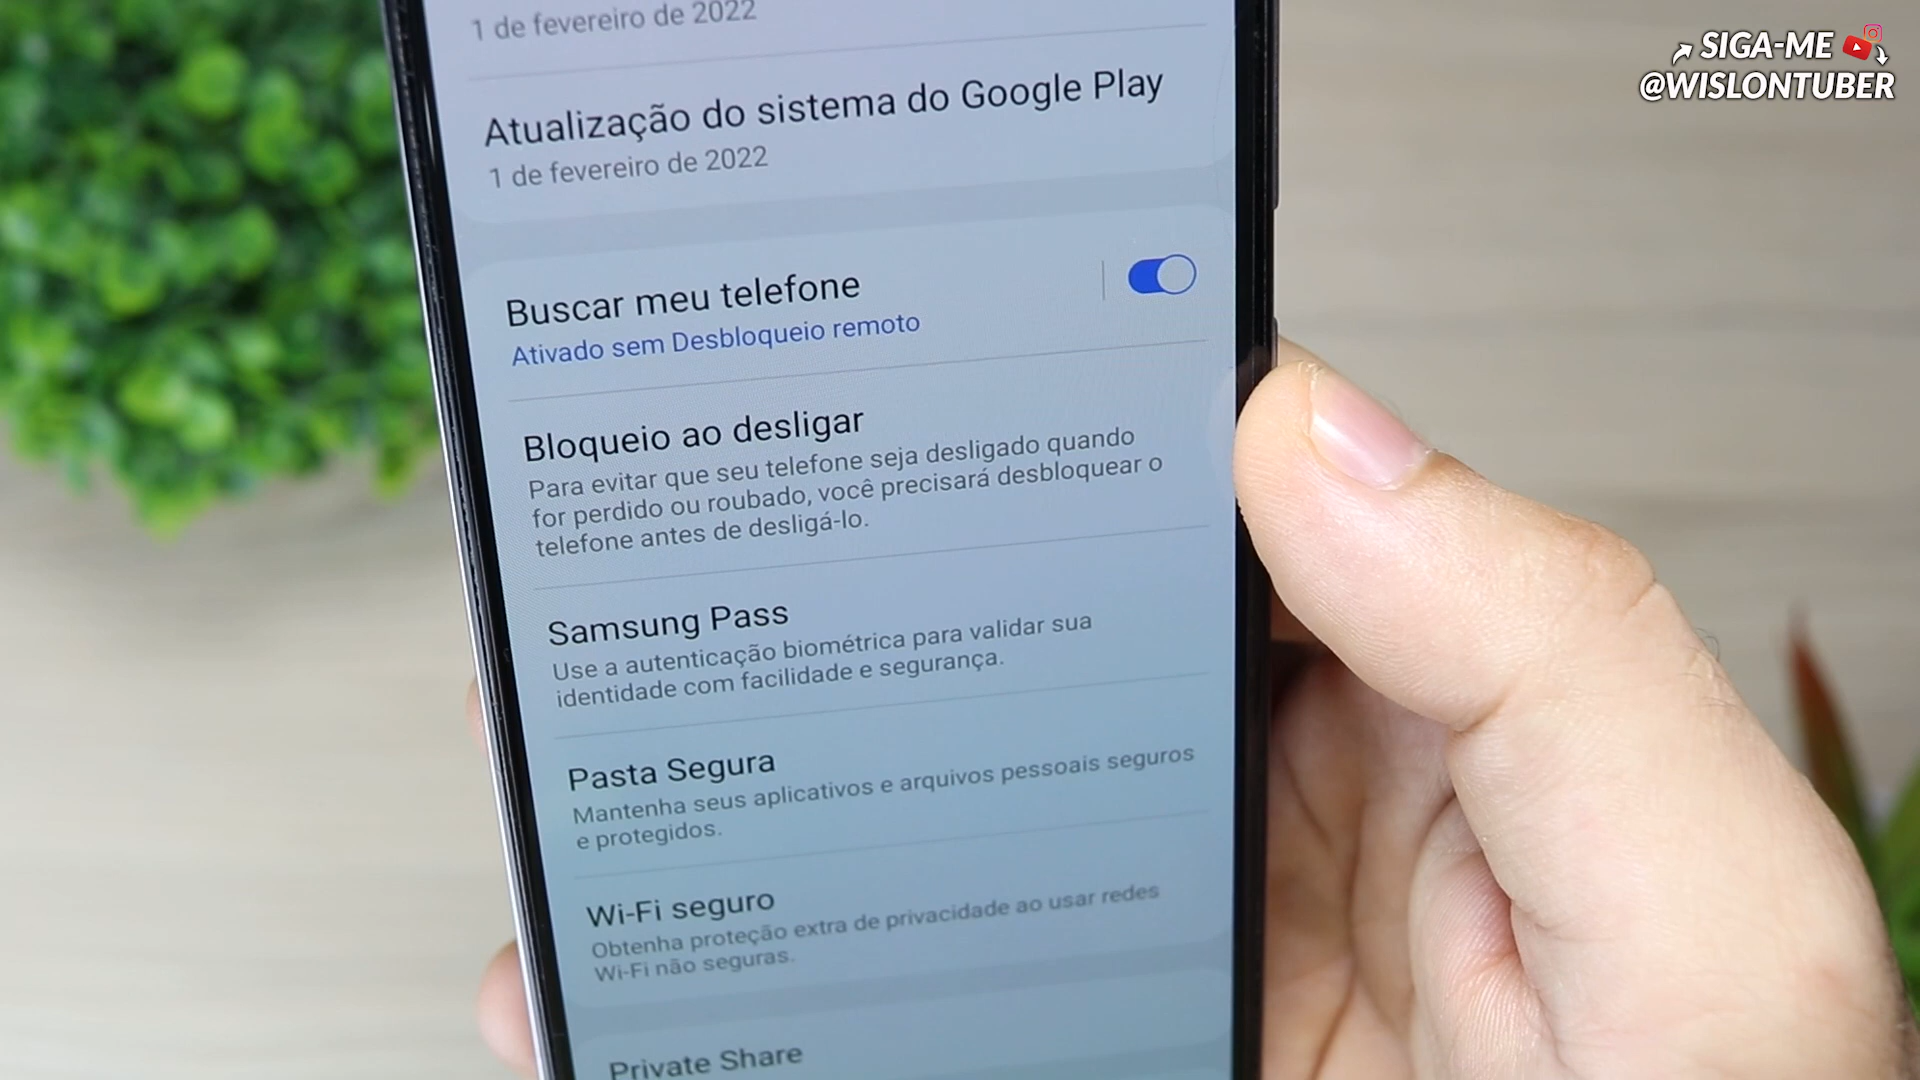 SIGA-ME
@WISLONTUBER
1 de fevereiro de 2022
Atualização do sistema do Google Play
1 de fevereiro de 2022
Buscar meu telefone
Ativado sem Desbloqueio remoto
Bloqueio ao desligar
Para evitar que seu telefone seja desligado quando
for perdido ou roubado, você precisará desbloquear o
telefone antes de desligá-lo.
Samsung Pass
Use a autenticação biométrica para validar sua
identidade com facilidade e segurança.
Pasta Segura
Mantenha seus aplicativos e arquivos pessoais seguros
e protegidos.
Wi-Fi seguro
Obtenha proteção extra de privacidade ao usar redes
Wi-Fi não seguras.
Private Share